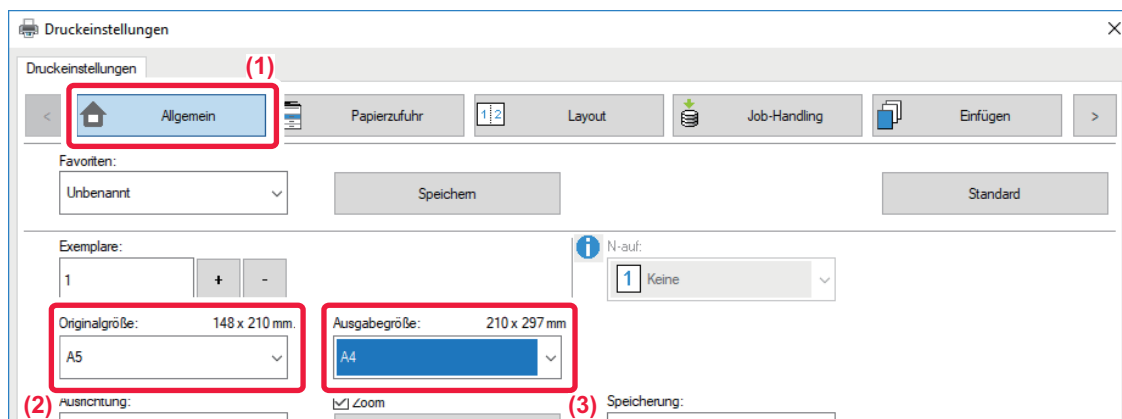 Druckeinstellungen
Druckeinstellungen
(1)
< Allgemein Papierzufuhr 1 2 Layout Job-Handling Einfügen >
Favoriten:
Unbenannt Speichern Standard
Exemplare: N-auf:
1 + - 1 Keine
Originalgröße: 148 x 210 mm. Ausgabegröße: 210 x 297 mm
A5 A4
(2) Ausrichtung: Zoom (3) Speicherung: